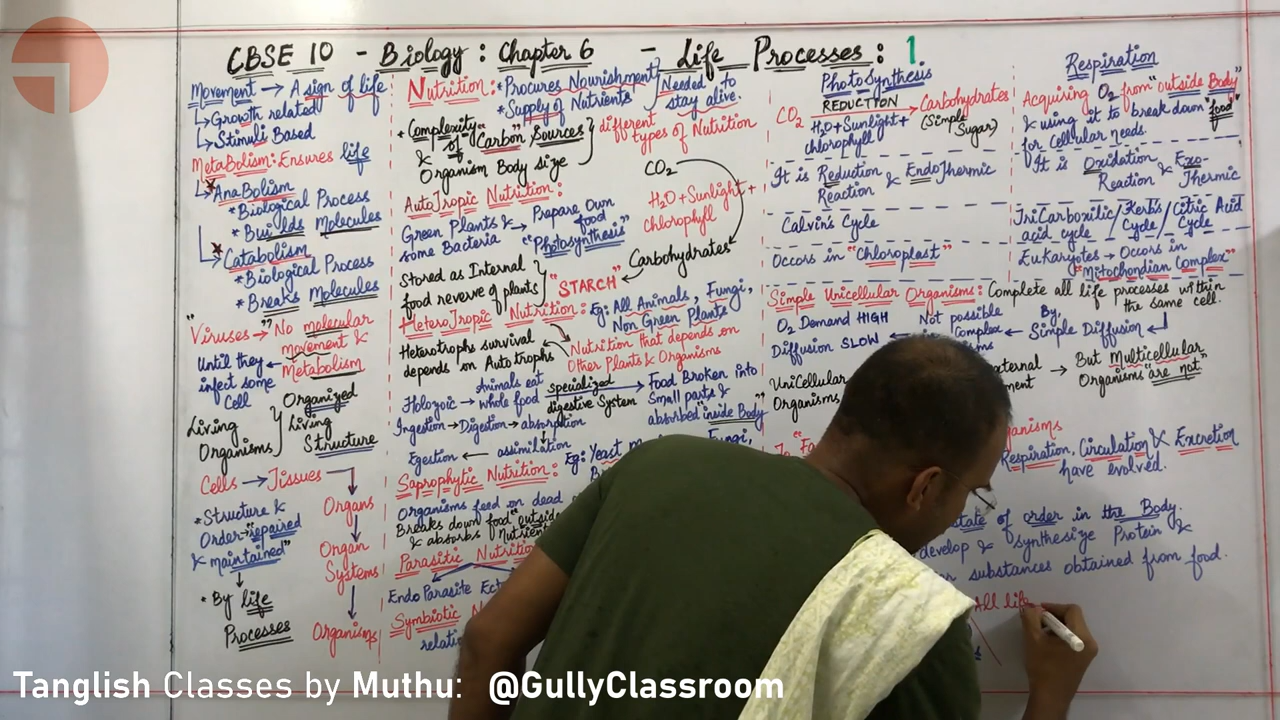 CBSE 10 - Biology : Chapter 6 - Life Processes : 1
Movement → A sign of life
↳ Growth related
↳ Stimuli Based
MetaBolism: Ensures life
↳ * AnaBolism
* Biological Process
* Builds Molecules
↳ * Catabolism
* Biological Process
* Breaks Molecules
"Viruses → No molecular
movement &
Metabolism
Until they
infect some
Cell
Living
Organisms
Organized
Living
Structure
Cells → Tissues
Organs
Organ
Systems
Organisms
* Structure &
Order → "repaired
& maintained"
* By life
Processes
Nutrition: * Procures Nourishment
* Supply of Nutrients
Needed to
stay alive.
* Complexity
of "Carbon" Sources
& Organism Body size
different
types of Nutrition
AutoTropic Nutrition:
Green Plants &
some Bacteria → Prepare Own
food
"Photosynthesis"
CO2
H2O + Sunlight +
chlorophyll
Carbohydrates
Stored as Internal
food reverve of plants
"STARCH"
HeteroTropic Nutrition: Eg: All Animals, Fungi,
Non Green Plants
Heterotrophs survival
depends on Autotrophs
Nutrition that depends on
Other Plants & Organisms
Holozoic → Animals eat
whole food
specialized
digestive System
Food Broken into
Small parts &
absorbed inside Body"
Ingestion → Digestion → absorption
Egestion ← assimilation
Saprophytic Nutrition: Eg: Yeast
Fungi,
Organisms feed on dead
Breaks down food "outside
& absorbs
Parasitic Nutrition
Endo Parasite
Symbiotic
PhotoSynthesis
CO2 REDUCTION → Carbohydrates
(Simple
Sugar)
H2O + Sunlight +
chlorophyll
It is Reduction & EndoThermic
Reaction
Calvin's Cycle
Occurs in "Chloroplast"
Respiration
Acquiring O2 from "outside Body"
& using it to break down "food"
for cellular needs.
It is Oxidation & Exo-
Reaction Thermic
TriCarboxilic / Kerb's / Citric Acid
acid cycle / Cycle / Cycle
Eukaryotes → Occurs in
"Mitochondian Complex"
Simple Unicellular Organisms: Complete all life processes within
the same cell.
O2 Demand HIGH
Diffusion SLOW
Not possible
Complex
By
Simple Diffusion
UniCellular
Organisms
But Multicellular
Organisms "are not"
Respiration, Circulation & Excretion
have evolved.
state of order in the Body.
develop & synthesize Protein &
substances obtained from food.
All life
Tanglish Classes by Muthu: @GullyClassroom